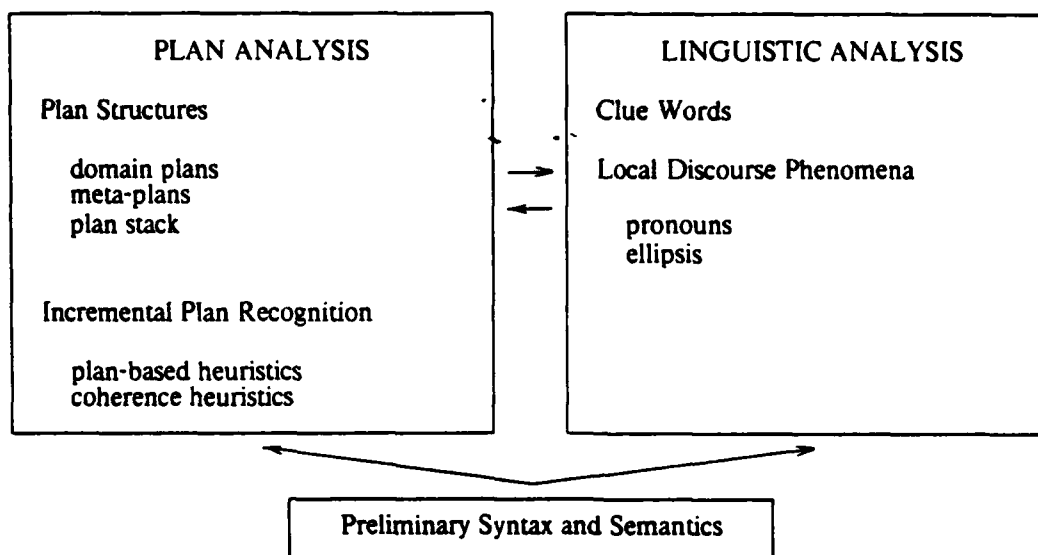 PLAN ANALYSIS
Plan Structures
domain plans
meta-plans
plan stack
Incremental Plan Recognition
plan-based heuristics
coherence heuristics
LINGUISTIC ANALYSIS
Clue Words
Local Discourse Phenomena
pronouns
ellipsis
Preliminary Syntax and Semantics